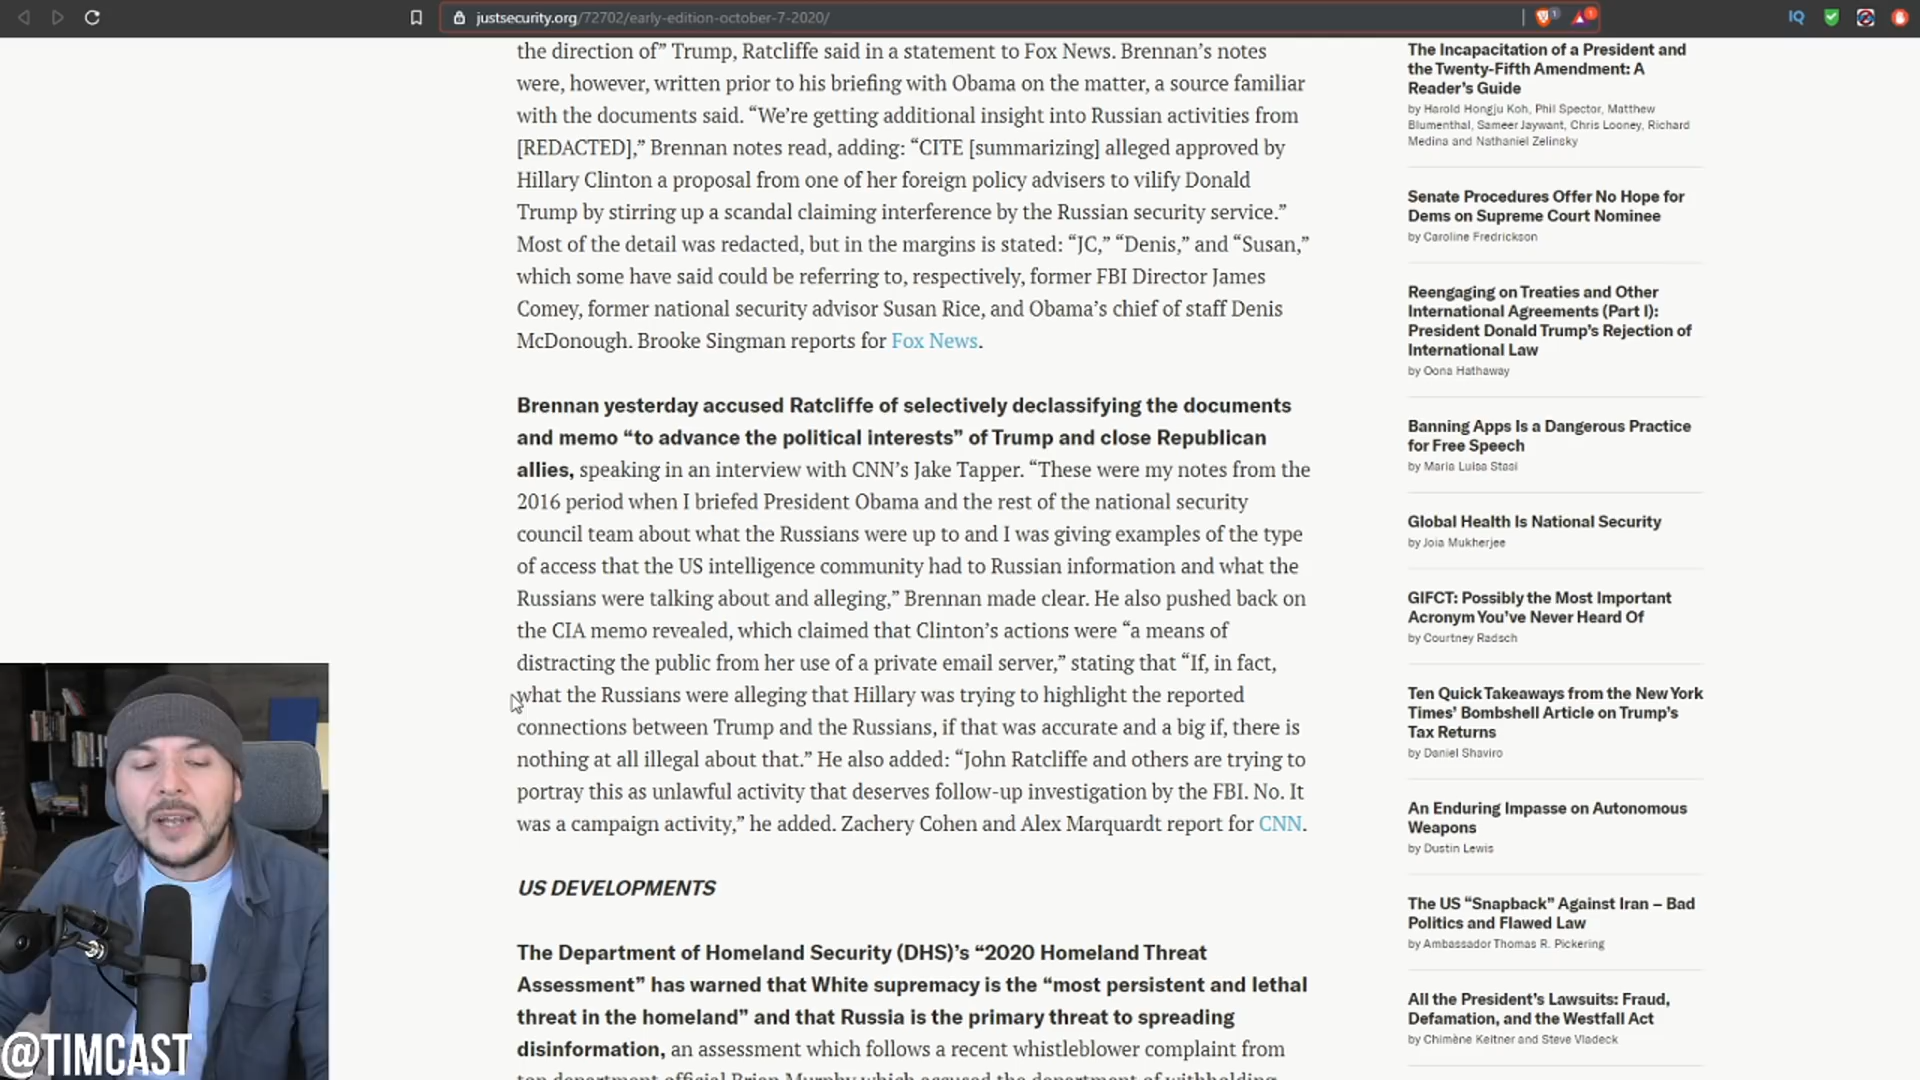 justsecurity.org/72702/early-edition-october-7-2020/
1
1
IQ
the direction of” Trump, Ratcliffe said in a statement to Fox News. Brennan’s notes
were, however, written prior to his briefing with Obama on the matter, a source familiar
with the documents said. “We’re getting additional insight into Russian activities from
[REDACTED],” Brennan notes read, adding: “CITE [summarizing] alleged approved by
Hillary Clinton a proposal from one of her foreign policy advisers to vilify Donald
Trump by stirring up a scandal claiming interference by the Russian security service.”
Most of the detail was redacted, but in the margins is stated: “JC,” “Denis,” and “Susan,”
which some have said could be referring to, respectively, former FBI Director James
Comey, former national security advisor Susan Rice, and Obama’s chief of staff Denis
McDonough. Brooke Singman reports for Fox News.
Brennan yesterday accused Ratcliffe of selectively declassifying the documents
and memo “to advance the political interests” of Trump and close Republican
allies, speaking in an interview with CNN’s Jake Tapper. “These were my notes from the
2016 period when I briefed President Obama and the rest of the national security
council team about what the Russians were up to and I was giving examples of the type
of access that the US intelligence community had to Russian information and what the
Russians were talking about and alleging,” Brennan made clear. He also pushed back on
the CIA memo revealed, which claimed that Clinton’s actions were “a means of
distracting the public from her use of a private email server,” stating that “If, in fact,
what the Russians were alleging that Hillary was trying to highlight the reported
connections between Trump and the Russians, if that was accurate and a big if, there is
nothing at all illegal about that.” He also added: “John Ratcliffe and others are trying to
portray this as unlawful activity that deserves follow-up investigation by the FBI. No. It
was a campaign activity,” he added. Zachery Cohen and Alex Marquardt report for CNN.
US DEVELOPMENTS
The Department of Homeland Security (DHS)’s “2020 Homeland Threat
Assessment” has warned that White supremacy is the “most persistent and lethal
threat in the homeland” and that Russia is the primary threat to spreading
disinformation, an assessment which follows a recent whistleblower complaint from
top department official Brian Murphy which accused the department of withholding
The Incapacitation of a President and
the Twenty-Fifth Amendment: A
Reader’s Guide
by Harold Hongju Koh, Phil Spector, Matthew
Blumenthal, Sameer Jaywant, Chris Looney, Richard
Medina and Nathaniel Zelinsky
Senate Procedures Offer No Hope for
Dems on Supreme Court Nominee
by Caroline Fredrickson
Reengaging on Treaties and Other
International Agreements (Part I):
President Donald Trump’s Rejection of
International Law
by Oona Hathaway
Banning Apps Is a Dangerous Practice
for Free Speech
by Maria Luisa Stasi
Global Health Is National Security
by Joia Mukherjee
GIFCT: Possibly the Most Important
Acronym You’ve Never Heard Of
by Courtney Radsch
Ten Quick Takeaways from the New York
Times’ Bombshell Article on Trump’s
Tax Returns
by Daniel Shaviro
An Enduring Impasse on Autonomous
Weapons
by Dustin Lewis
The US “Snapback” Against Iran – Bad
Politics and Flawed Law
by Ambassador Thomas R. Pickering
All the President’s Lawsuits: Fraud,
Defamation, and the Westfall Act
by Chimène Keitner and Steve Vladeck
@TIMCAST